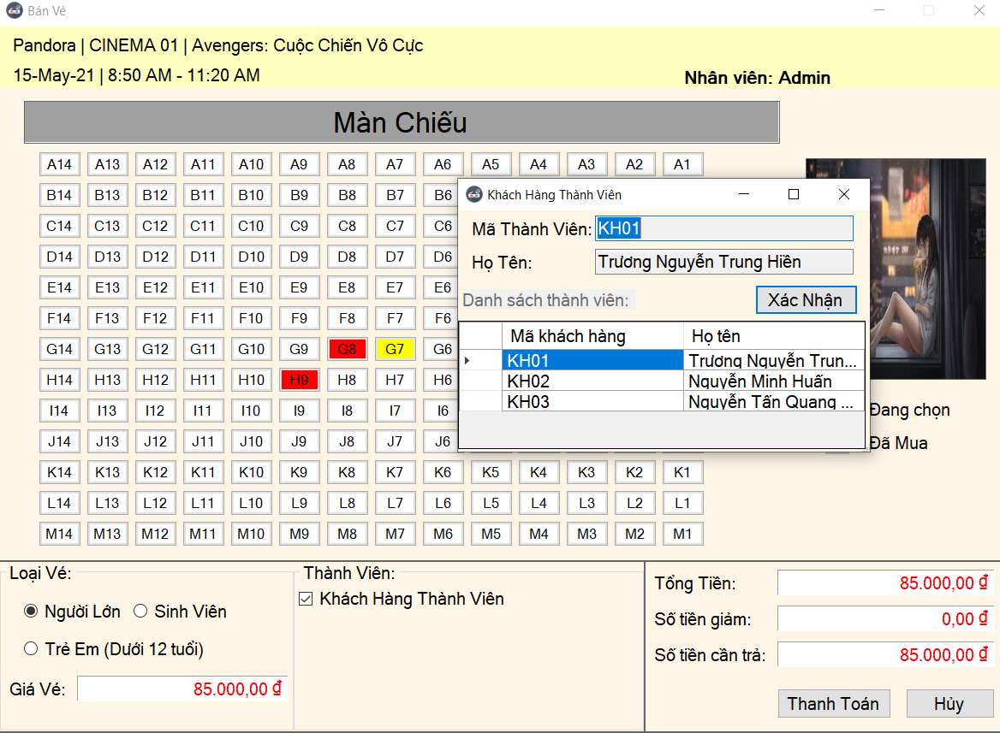 Bán Vé
Pandora | CINEMA 01 | Avengers: Cuộc Chiến Vô Cực
15-May-21 | 8:50 AM - 11:20 AM
Nhân viên: Admin
Màn Chiếu
A14 A13 A12 A11 A10 A9 A8 A7 A6 A5 A4 A3 A2 A1
B14 B13 B12 B11 B10 B9 B8 B7 B6
C14 C13 C12 C11 C10 C9 C8 C7 C6
D14 D13 D12 D11 D10 D9 D8 D7 D6
E14 E13 E12 E11 E10 E9 E8 E7 E6
F14 F13 F12 F11 F10 F9 F8 F7 F6
G14 G13 G12 G11 G10 G9 G8 G7 G6
H14 H13 H12 H11 H10 H9 H8 H7 H6
I14 I13 I12 I11 I10 I9 I8 I7 I6
J14 J13 J12 J11 J10 J9 J8 J7 J6
K14 K13 K12 K11 K10 K9 K8 K7 K6 K5 K4 K3 K2 K1
L14 L13 L12 L11 L10 L9 L8 L7 L6 L5 L4 L3 L2 L1
M14 M13 M12 M11 M10 M9 M8 M7 M6 M5 M4 M3 M2 M1
Khách Hàng Thành Viên
Mã Thành Viên: KH01
Họ Tên: Trương Nguyễn Trung Hiền
Danh sách thành viên: Xác Nhận
Mã khách hàng Họ tên
KH01 Trương Nguyễn Trun...
KH02 Nguyễn Minh Huấn
KH03 Nguyễn Tấn Quang ...
Đang chọn
Đã Mua
Loại Vé:
Người Lớn Sinh Viên
Trẻ Em (Dưới 12 tuổi)
Giá Vé: 85.000,00 ₫
Thành Viên:
Khách Hàng Thành Viên
Tổng Tiền: 85.000,00 ₫
Số tiền giảm: 0,00 ₫
Số tiền cần trả: 85.000,00 ₫
Thanh Toán Hủy